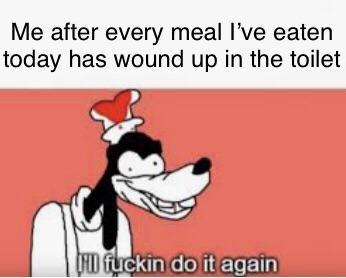 Me after every meal I've eaten
today has wound up in the toilet
I'll fuckin do it again